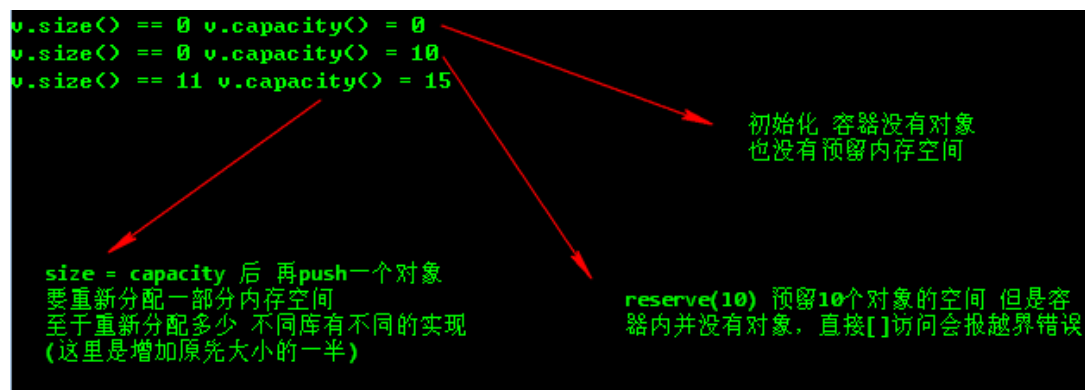 v.size() == 0 v.capacity() = 0
v.size() == 0 v.capacity() = 10
v.size() == 11 v.capacity() = 15
初始化 容器没有对象
也没有预留内存空间
size = capacity 后 再push一个对象
要重新分配一部分内存空间
至于重新分配多少 不同库有不同的实现
(这里是增加原先大小的一半)
reserve(10) 预留10个对象的空间 但是容
器内并没有对象，直接[]访问会报越界错误